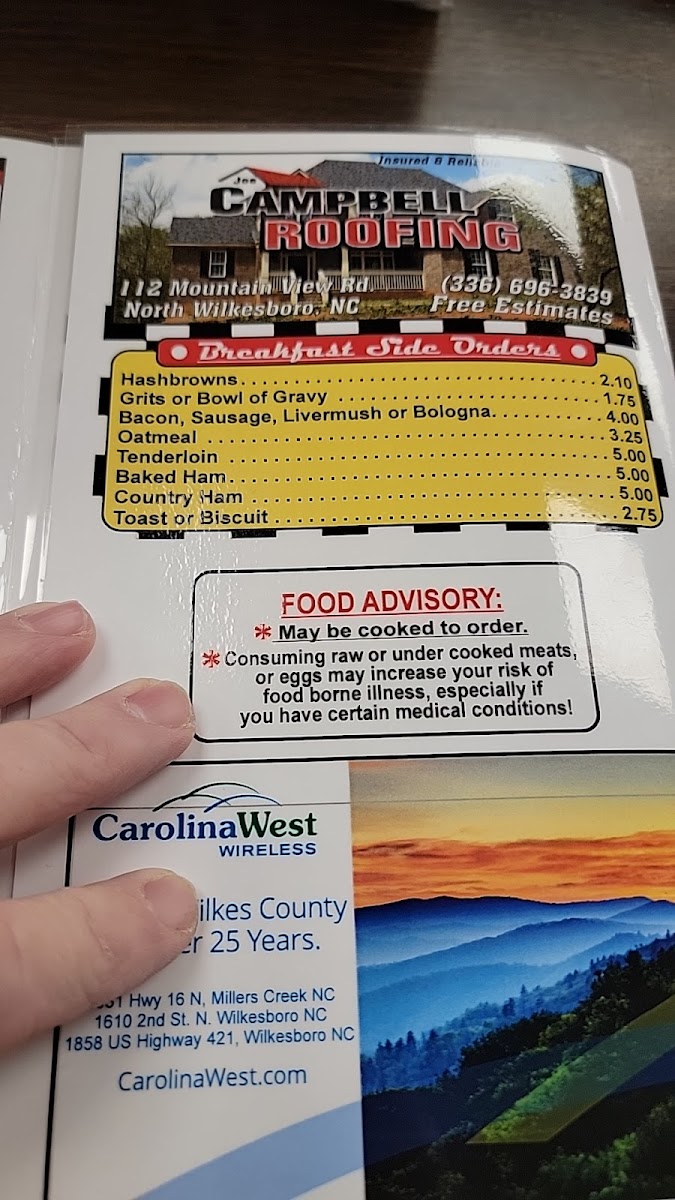 Insured & Reliable
Joe
CAMPBELL
ROOFING
112 Mountain View Rd.
North Wilkesboro, NC
(336) 696-3839
Free Estimates
Breakfast Side Orders
Hashbrowns........................................2.10
Grits or Bowl of Gravy ..............................1.75
Bacon, Sausage, Livermush or Bologna..........4.00
Oatmeal ............................................3.25
Tenderloin ..........................................5.00
Baked Ham.........................................5.00
Country Ham .......................................5.00
Toast or Biscuit .....................................2.75
FOOD ADVISORY:
* May be cooked to order.
* Consuming raw or under cooked meats,
or eggs may increase your risk of
food borne illness, especially if
you have certain medical conditions!
CarolinaWest
WIRELESS
ilkes County
r 25 Years.
1 Hwy 16 N, Millers Creek NC
1610 2nd St. N. Wilkesboro NC
1858 US Highway 421, Wilkesboro NC
CarolinaWest.com